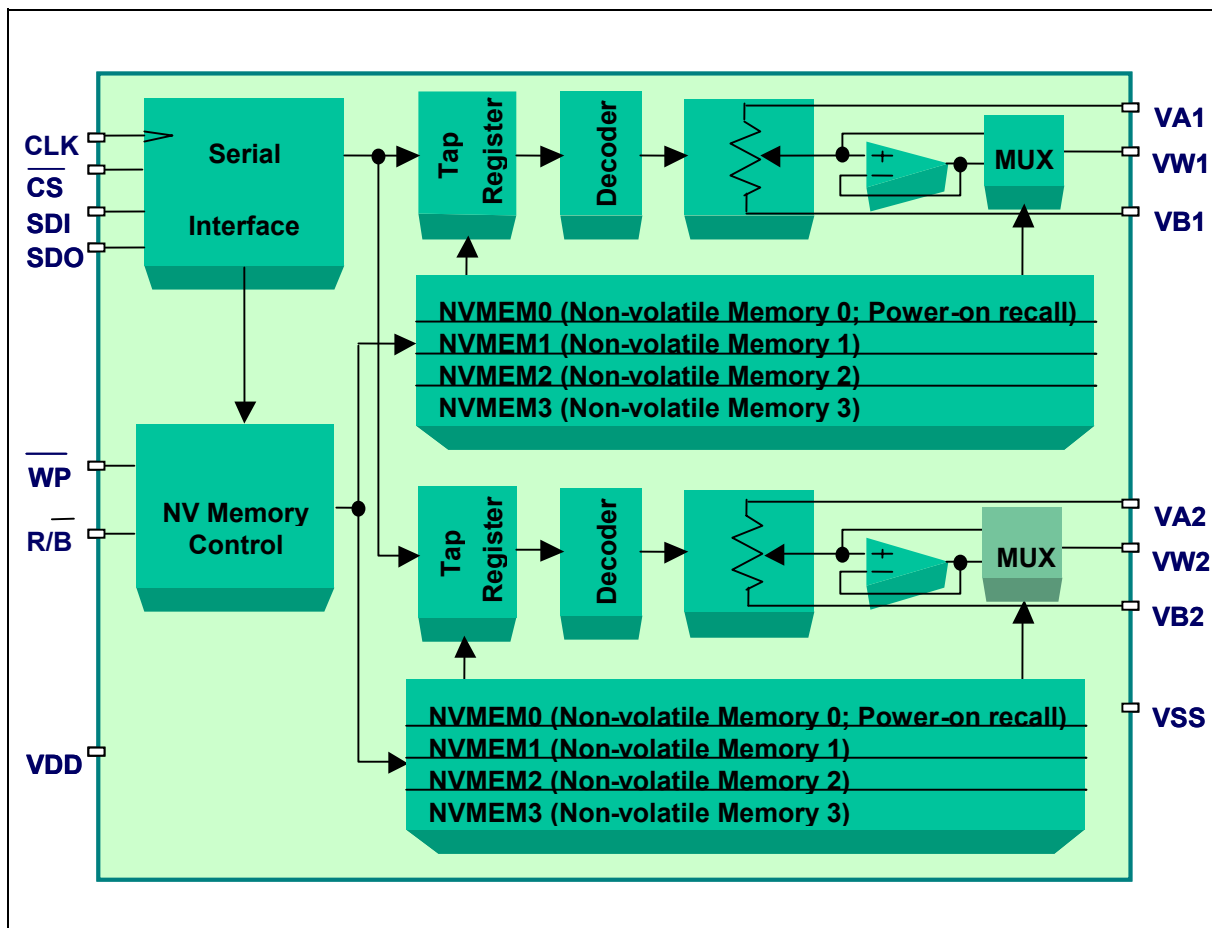 CLK
CS
SDI
SDO
Serial
Interface
Tap
Register
Decoder
MUX
VA1
VW1
VB1
NVMEM0 (Non-volatile Memory 0; Power-on recall)
NVMEM1 (Non-volatile Memory 1)
NVMEM2 (Non-volatile Memory 2)
NVMEM3 (Non-volatile Memory 3)
WP
R/B
NV Memory
Control
Tap
Register
Decoder
MUX
VA2
VW2
VB2
NVMEM0 (Non-volatile Memory 0; Power-on recall)
NVMEM1 (Non-volatile Memory 1)
NVMEM2 (Non-volatile Memory 2)
NVMEM3 (Non-volatile Memory 3)
VDD
VSS